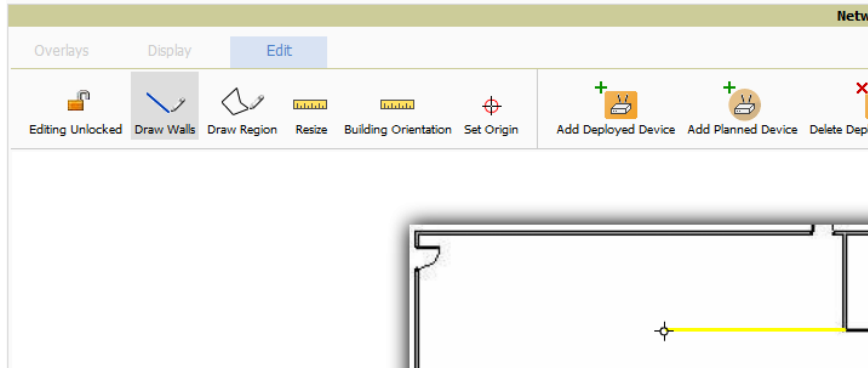 Netw
Overlays Display Edit
Editing Unlocked Draw Walls Draw Region Resize Building Orientation Set Origin Add Deployed Device Add Planned Device Delete Depl